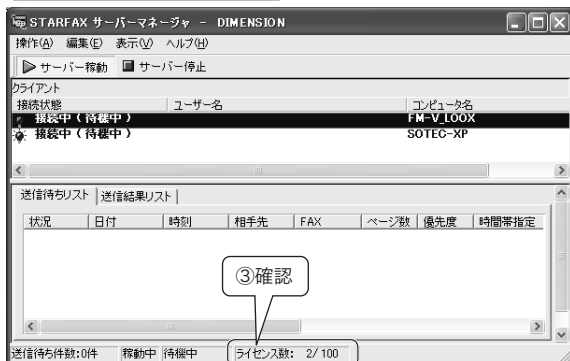 STARFAX サーバーマネージャ - DIMENSION
操作(A) 編集(E) 表示(V) ヘルプ(H)
サーバー稼動 サーバー停止
クライアント
接続状態 ユーザー名 コンピュータ名
接続中(待機中) FM-V_LOOX
接続中(待機中) SOTEC-XP
送信待ちリスト 送信結果リスト
状況 日付 時刻 相手先 FAX ページ数 優先度 時間帯指定
③確認
送信待ち件数:0件 稼動中 待機中 ライセンス数: 2/100